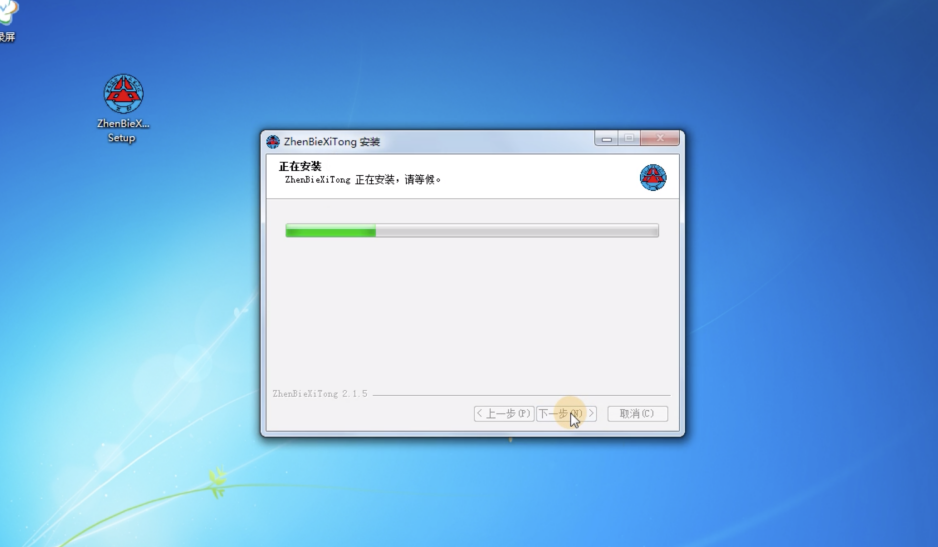 录屏
ZhenBieX...
Setup
ZhenBieXiTong 安装
正在安装
ZhenBieXiTong 正在安装，请等候。
ZhenBieXiTong 2.1.5
< 上一步(P)
下一步(N) >
取消(C)